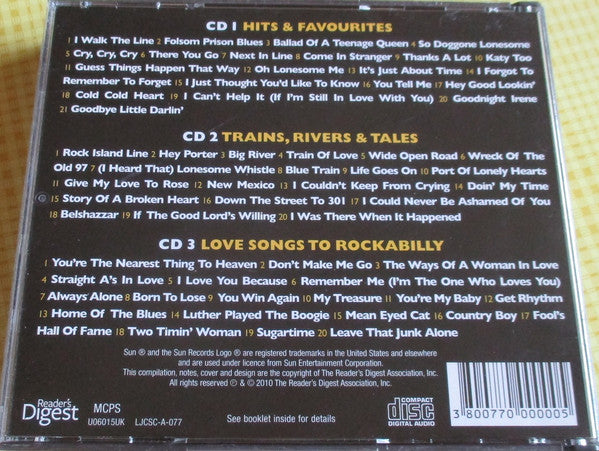 CD 1 HITS & FAVOURITES
1 I Walk The Line 2 Folsom Prison Blues 3 Ballad Of A Teenage Queen 4 So Doggone Lonesome
5 Cry, Cry, Cry 6 There You Go 7 Next In Line 8 Come In Stranger 9 Thanks A Lot 10 Katy Too
11 Guess Things Happen That Way 12 Oh Lonesome Me 13 It's Just About Time 14 I Forgot To
Remember To Forget 15 I Just Thought You'd Like To Know 16 You Tell Me 17 Hey Good Lookin'
18 Cold Cold Heart 19 I Can't Help It (If I'm Still In Love With You) 20 Goodnight Irene
21 Goodbye Little Darlin'
CD 2 TRAINS, RIVERS & TALES
1 Rock Island Line 2 Hey Porter 3 Big River 4 Train Of Love 5 Wide Open Road 6 Wreck Of The
Old 97 7 (I Heard That) Lonesome Whistle 8 Blue Train 9 Life Goes On 10 Port Of Lonely Hearts
11 Give My Love To Rose 12 New Mexico 13 I Couldn't Keep From Crying 14 Doin' My Time
15 Story Of A Broken Heart 16 Down The Street To 301 17 I Could Never Be Ashamed Of You
18 Belshazzar 19 If The Good Lord's Willing 20 I Was There When It Happened
CD 3 LOVE SONGS TO ROCKABILLY
1 You're The Nearest Thing To Heaven 2 Don't Make Me Go 3 The Ways Of A Woman In Love
4 Straight A's In Love 5 I Love You Because 6 Remember Me (I'm The One Who Loves You)
7 Always Alone 8 Born To Lose 9 You Win Again 10 My Treasure 11 You're My Baby 12 Get Rhythm
13 Home Of The Blues 14 Luther Played The Boogie 15 Mean Eyed Cat 16 Country Boy 17 Fool's
Hall Of Fame 18 Two Timin' Woman 19 Sugartime 20 Leave That Junk Alone
Sun ® and the Sun Records Logo ® are registered trademarks in the United States and elsewhere
and are used under licence from Sun Entertainment Corporation.
This compilation, notes, cover and design are the copyright of The Reader's Digest Association, Inc.
All rights reserved ℗ & © 2010 The Reader's Digest Association, Inc.
Reader's
Digest
MCPS
U06015UK LJCSC-A-077
See booklet inside for details
COMPACT
disc
DIGITAL AUDIO
3 800770 000005